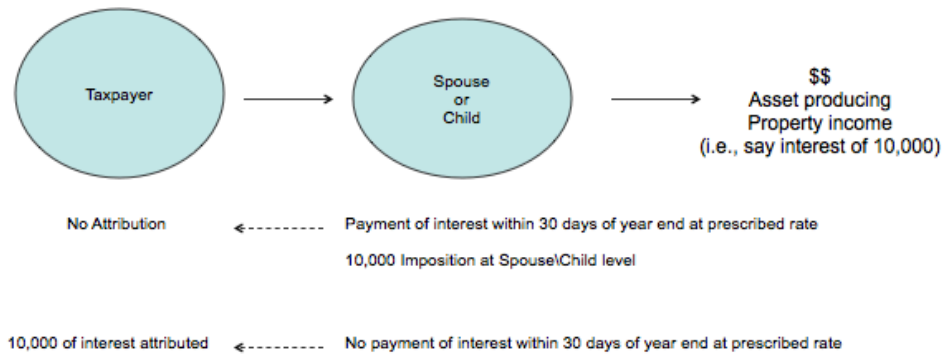 Taxpayer
Spouse
or
Child
$$
Asset producing
Property income
(i.e., say interest of 10,000)
No Attribution
Payment of interest within 30 days of year end at prescribed rate
10,000 Imposition at Spouse\Child level
10,000 of interest attributed
No payment of interest within 30 days of year end at prescribed rate